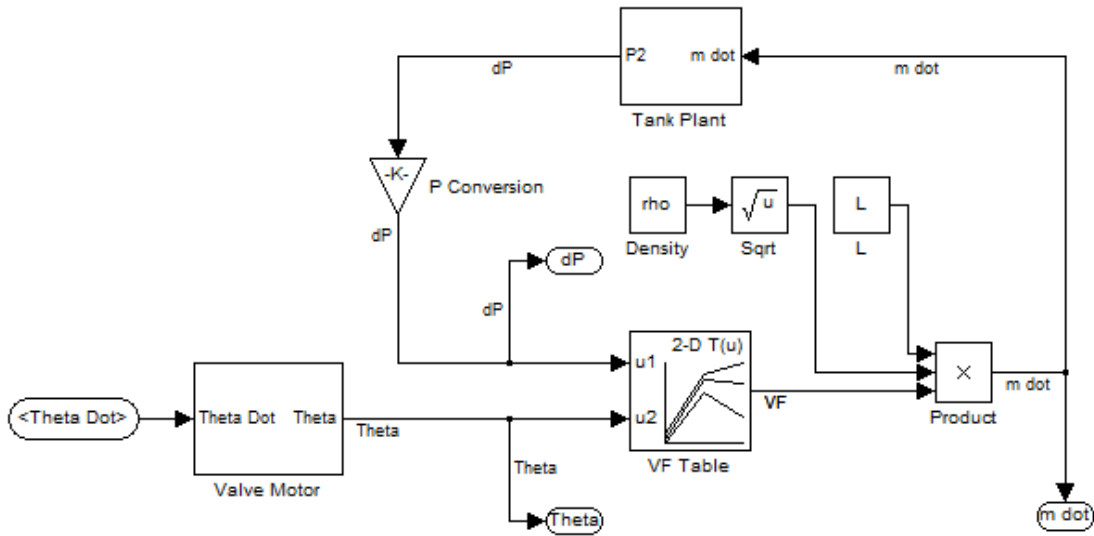 P2 m dot
dP
m dot
Tank Plant
-K-
P Conversion
rho
√u
L
dP
Density
Sqrt
L
dP
dP
2-D T(u)
u1
<Theta Dot>
Theta Dot Theta
Theta
u2
VF
×
m dot
Product
Valve Motor
Theta
VF Table
Theta
m dot